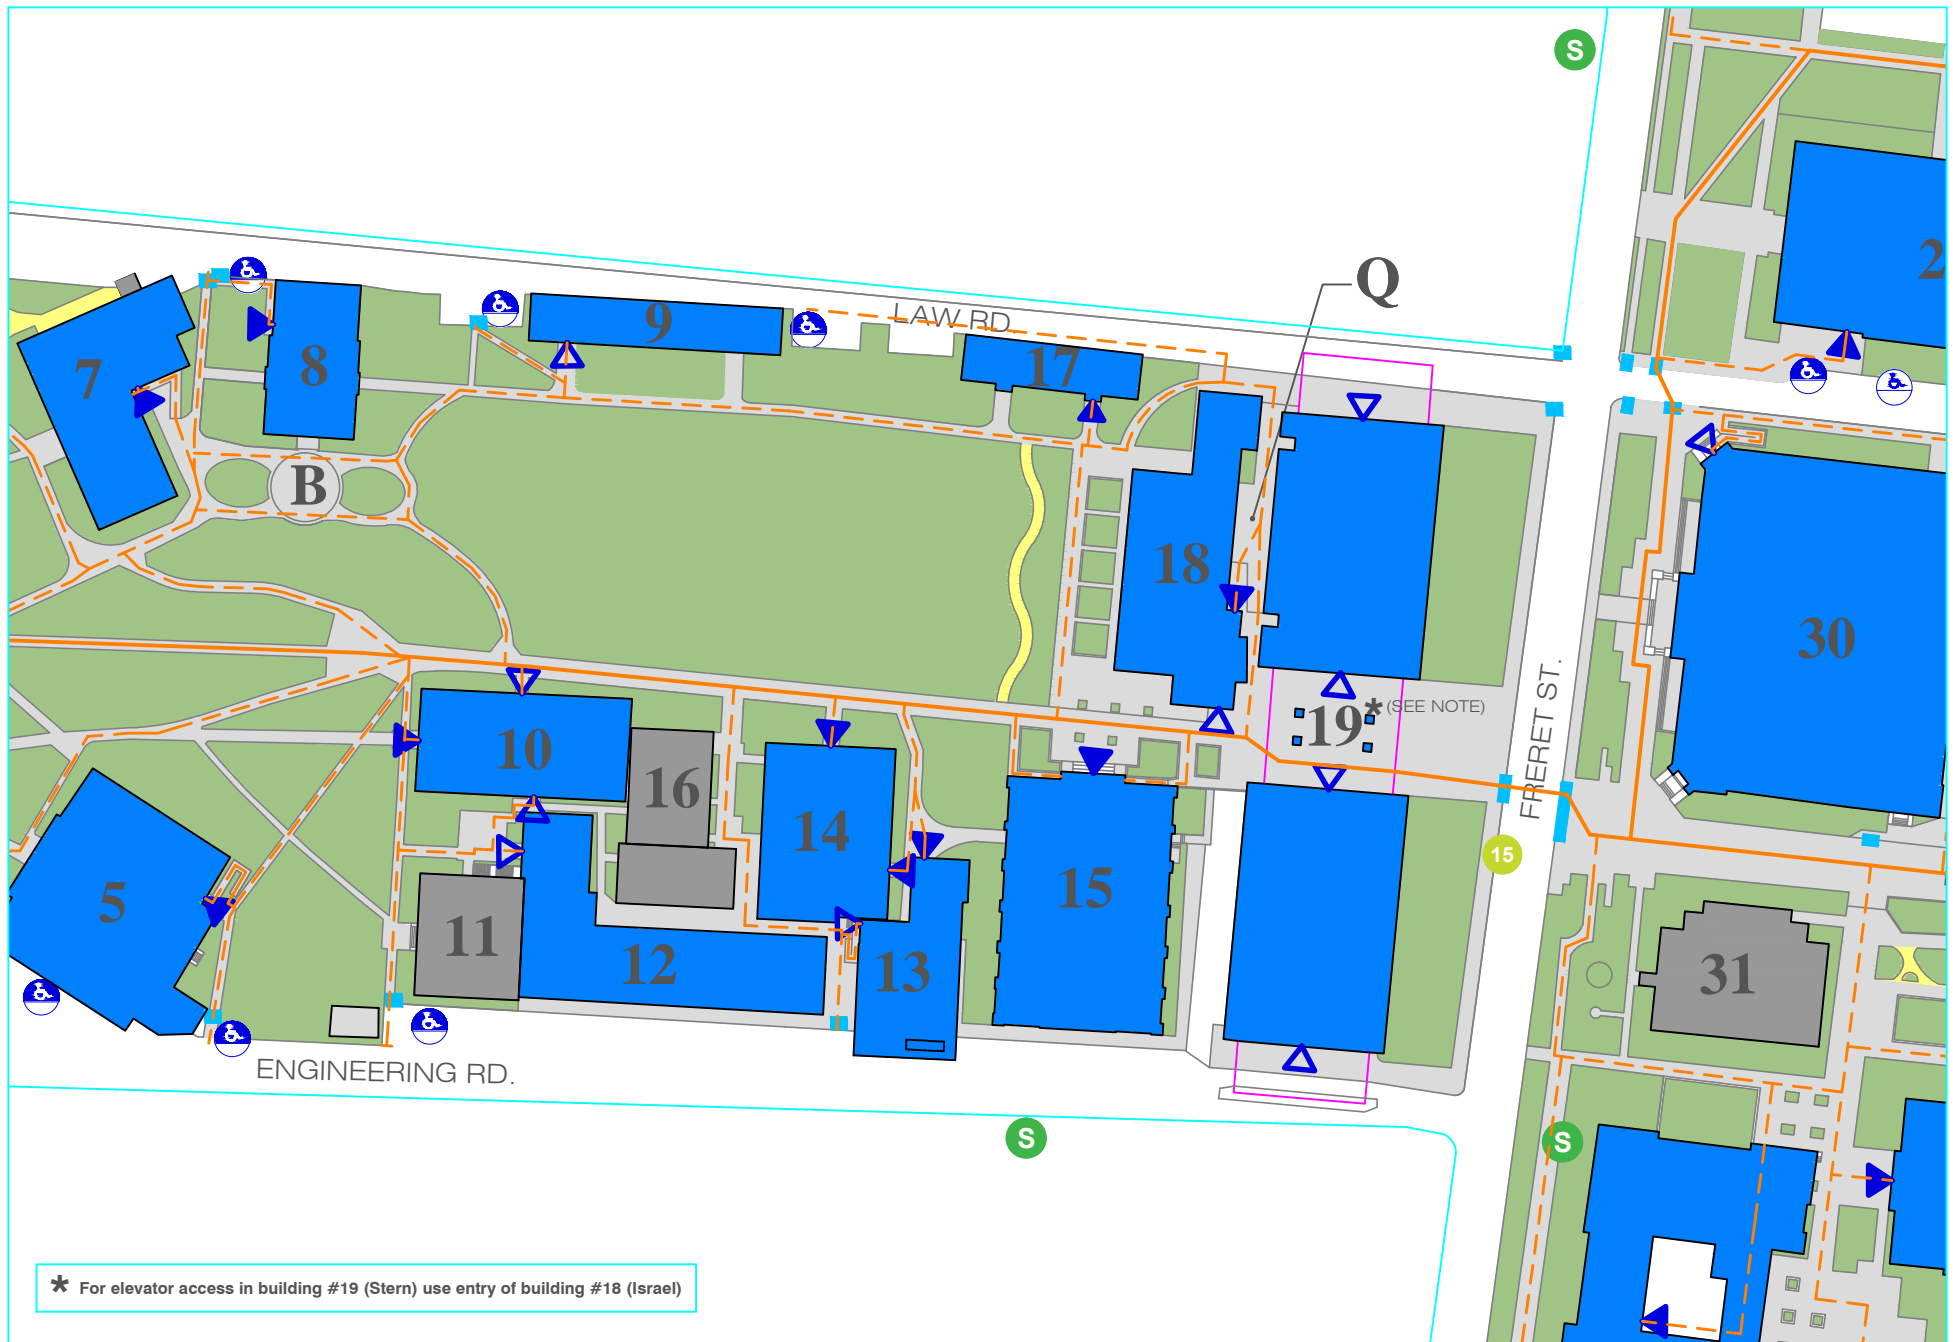 S
LAW RD.
Q
2
7
8
9
17
B
18
30
19* (SEE NOTE)
FRERET ST.
10
16
14
15
15
5
11
12
13
31
ENGINEERING RD.
S
S
* For elevator access in building #19 (Stern) use entry of building #18 (Israel)